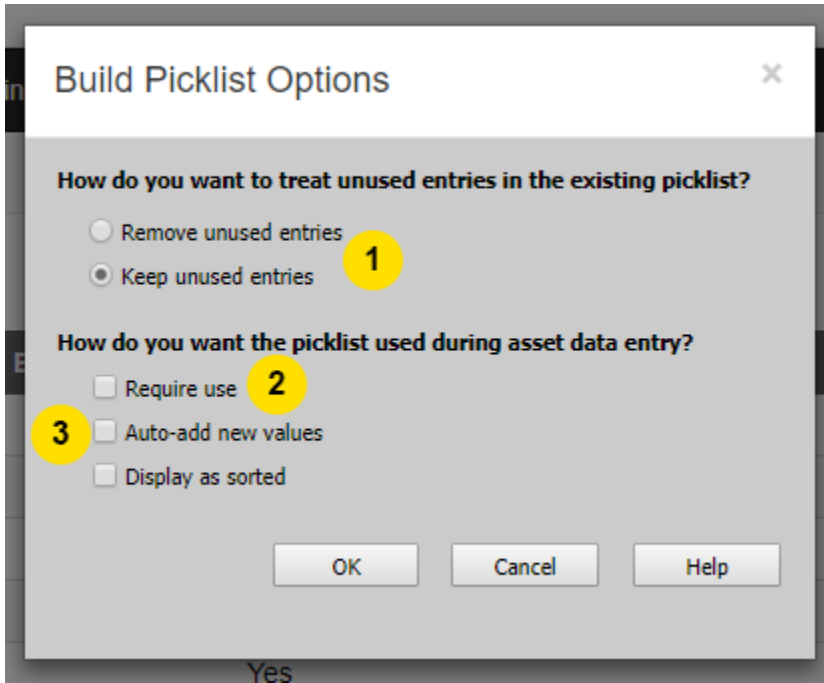 Build Picklist Options
×
in
How do you want to treat unused entries in the existing picklist?
Remove unused entries
1
Keep unused entries
How do you want the picklist used during asset data entry?
E
Require use
2
3
Auto-add new values
Display as sorted
OK Cancel Help
Yes